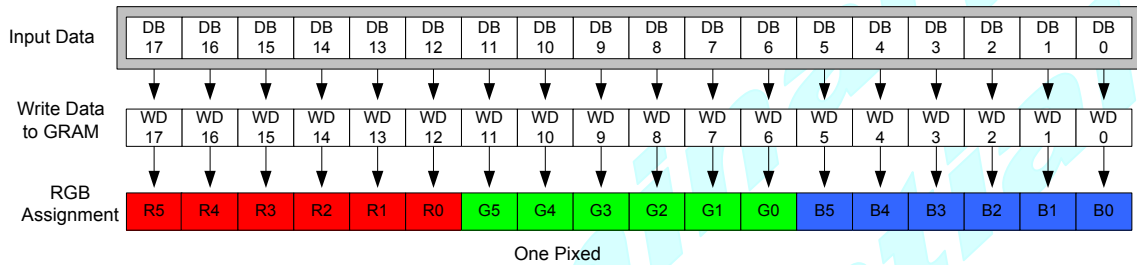 Input Data
DB 17 DB 16 DB 15 DB 14 DB 13 DB 12 DB 11 DB 10 DB 9 DB 8 DB 7 DB 6 DB 5 DB 4 DB 3 DB 2 DB 1 DB 0
Write Data
to GRAM
WD 17 WD 16 WD 15 WD 14 WD 13 WD 12 WD 11 WD 10 WD 9 WD 8 WD 7 WD 6 WD 5 WD 4 WD 3 WD 2 WD 1 WD 0
RGB
Assignment
R5 R4 R3 R2 R1 R0 G5 G4 G3 G2 G1 G0 B5 B4 B3 B2 B1 B0
One Pixed